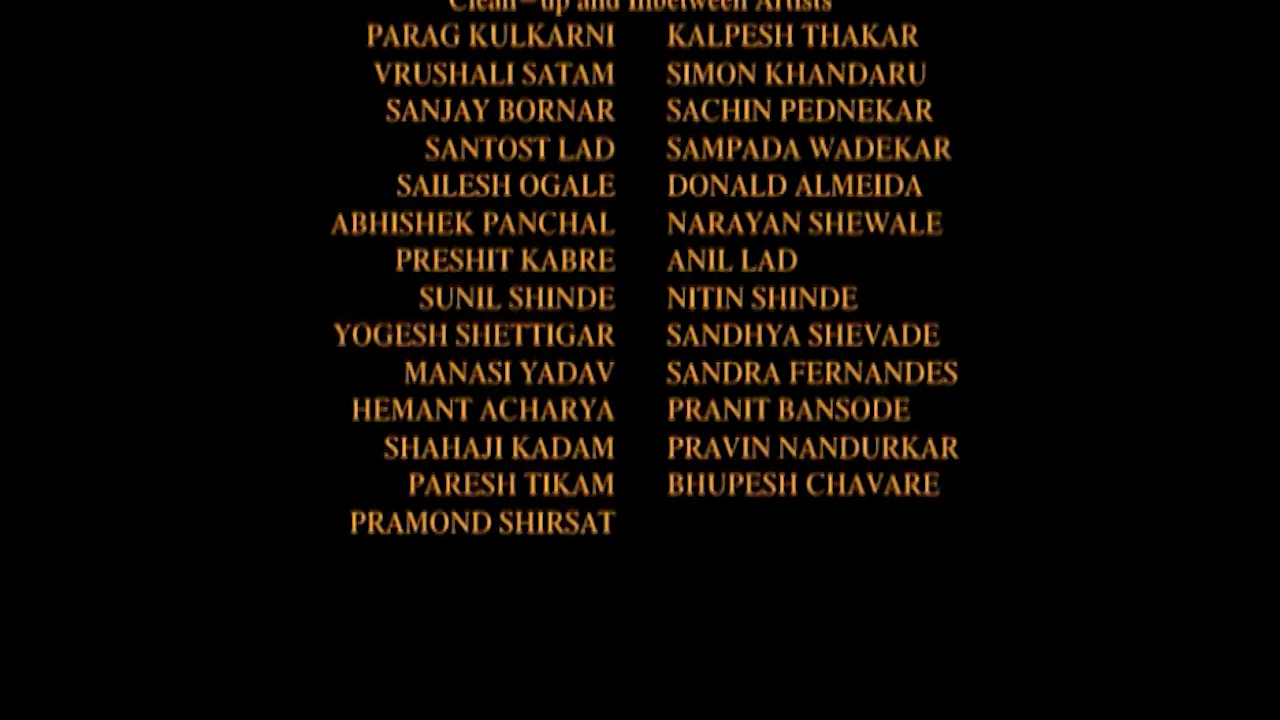 Clean-up and Inbetween Artists
PARAG KULKARNI KALPESH THAKAR
VRUSHALI SATAM SIMON KHANDARU
SANJAY BORNAR SACHIN PEDNEKAR
SANTOST LAD SAMPADA WADEKAR
SAILESH OGALE DONALD ALMEIDA
ABHISHEK PANCHAL NARAYAN SHEWALE
PRESHIT KABRE ANIL LAD
SUNIL SHINDE NITIN SHINDE
YOGESH SHETTIGAR SANDHYA SHEVADE
MANASI YADAV SANDRA FERNANDES
HEMANT ACHARYA PRANIT BANSODE
SHAHAJI KADAM PRAVIN NANDURKAR
PARESH TIKAM BHUPESH CHAVARE
PRAMOND SHIRSAT